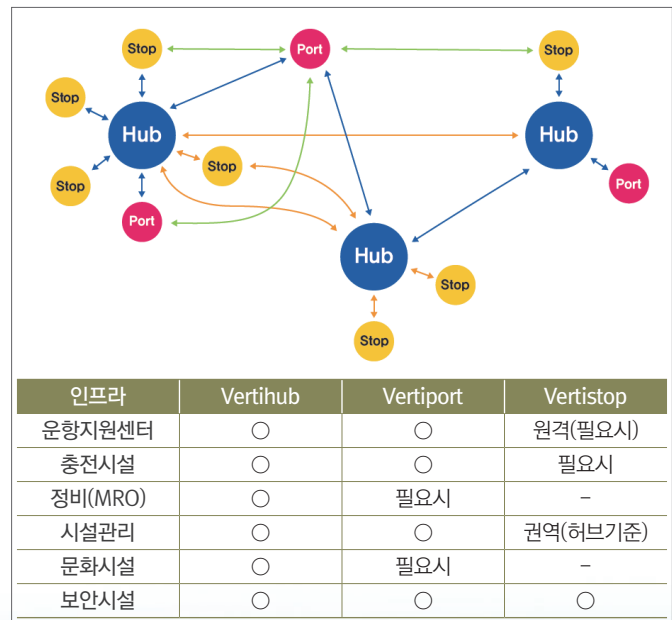 Stop
Port
Stop
Stop
Hub
Hub
Stop
Stop
Port
Port
Hub
Stop
Stop
인프라 Vertihub Vertiport Vertistop
운항지원센터 ○ ○ 원격(필요시)
충전시설 ○ ○ 필요시
정비(MRO) ○ 필요시 -
시설관리 ○ ○ 권역(허브기준)
문화시설 ○ 필요시 -
보안시설 ○ ○ ○